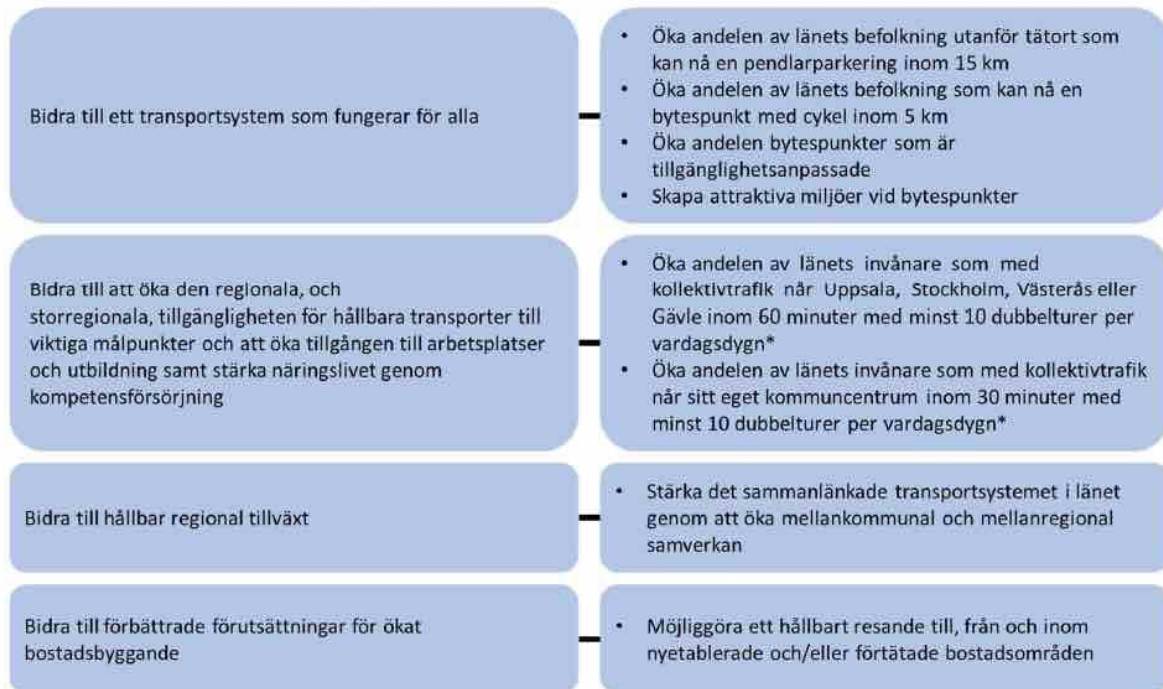 Bidra till ett transportsystem som fungerar för alla
• Öka andelen av länets befolkning utanför tätort som
kan nå en pendlarparkering inom 15 km
• Öka andelen av länets befolkning som kan nå en
bytespunkt med cykel inom 5 km
• Öka andelen bytespunkter som är
tillgänglighetsanpassade
• Skapa attraktiva miljöer vid bytespunkter
Bidra till att öka den regionala, och
storregionala, tillgängligheten för hållbara transporter till
viktiga målpunkter och att öka tillgången till arbetsplatser
och utbildning samt stärka näringslivet genom
kompetensförsörjning
• Öka andelen av länets invånare som med
kollektivtrafik når Uppsala, Stockholm, Västerås eller
Gävle inom 60 minuter med minst 10 dubbelturer per
vardagsdygn*
• Öka andelen av länets invånare som med kollektivtrafik
når sitt eget kommuncentrum inom 30 minuter med
minst 10 dubbelturer per vardagsdygn*
Bidra till hållbar regional tillväxt
• Stärka det sammanlänkade transportsystemet i länet
genom att öka mellankommunal och mellanregional
samverkan
Bidra till förbättrade förutsättningar för ökat
bostadsbyggande
• Möjliggöra ett hållbart resande till, från och inom
nyetablerade och/eller förtätade bostadsområden